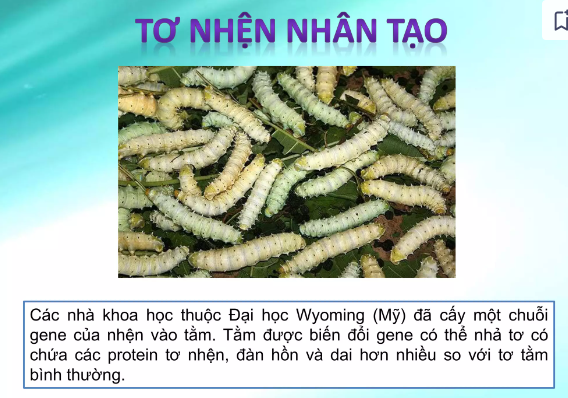 TƠ NHỆN NHÂN TẠO
Các nhà khoa học thuộc Đại học Wyoming (Mỹ) đã cấy một chuỗi
gene của nhện vào tằm. Tằm được biến đổi gene có thể nhả tơ có
chứa các protein tơ nhện, đàn hồn và dai hơn nhiều so với tơ tằm
bình thường.